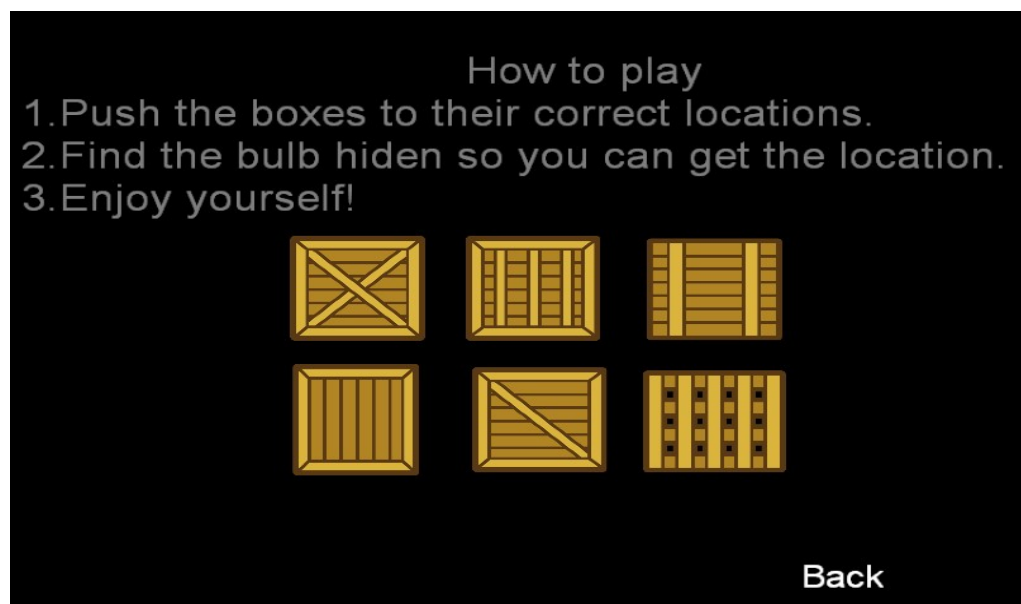 How to play
1.Push the boxes to their correct locations.
2.Find the bulb hiden so you can get the location.
3.Enjoy yourself!
Back